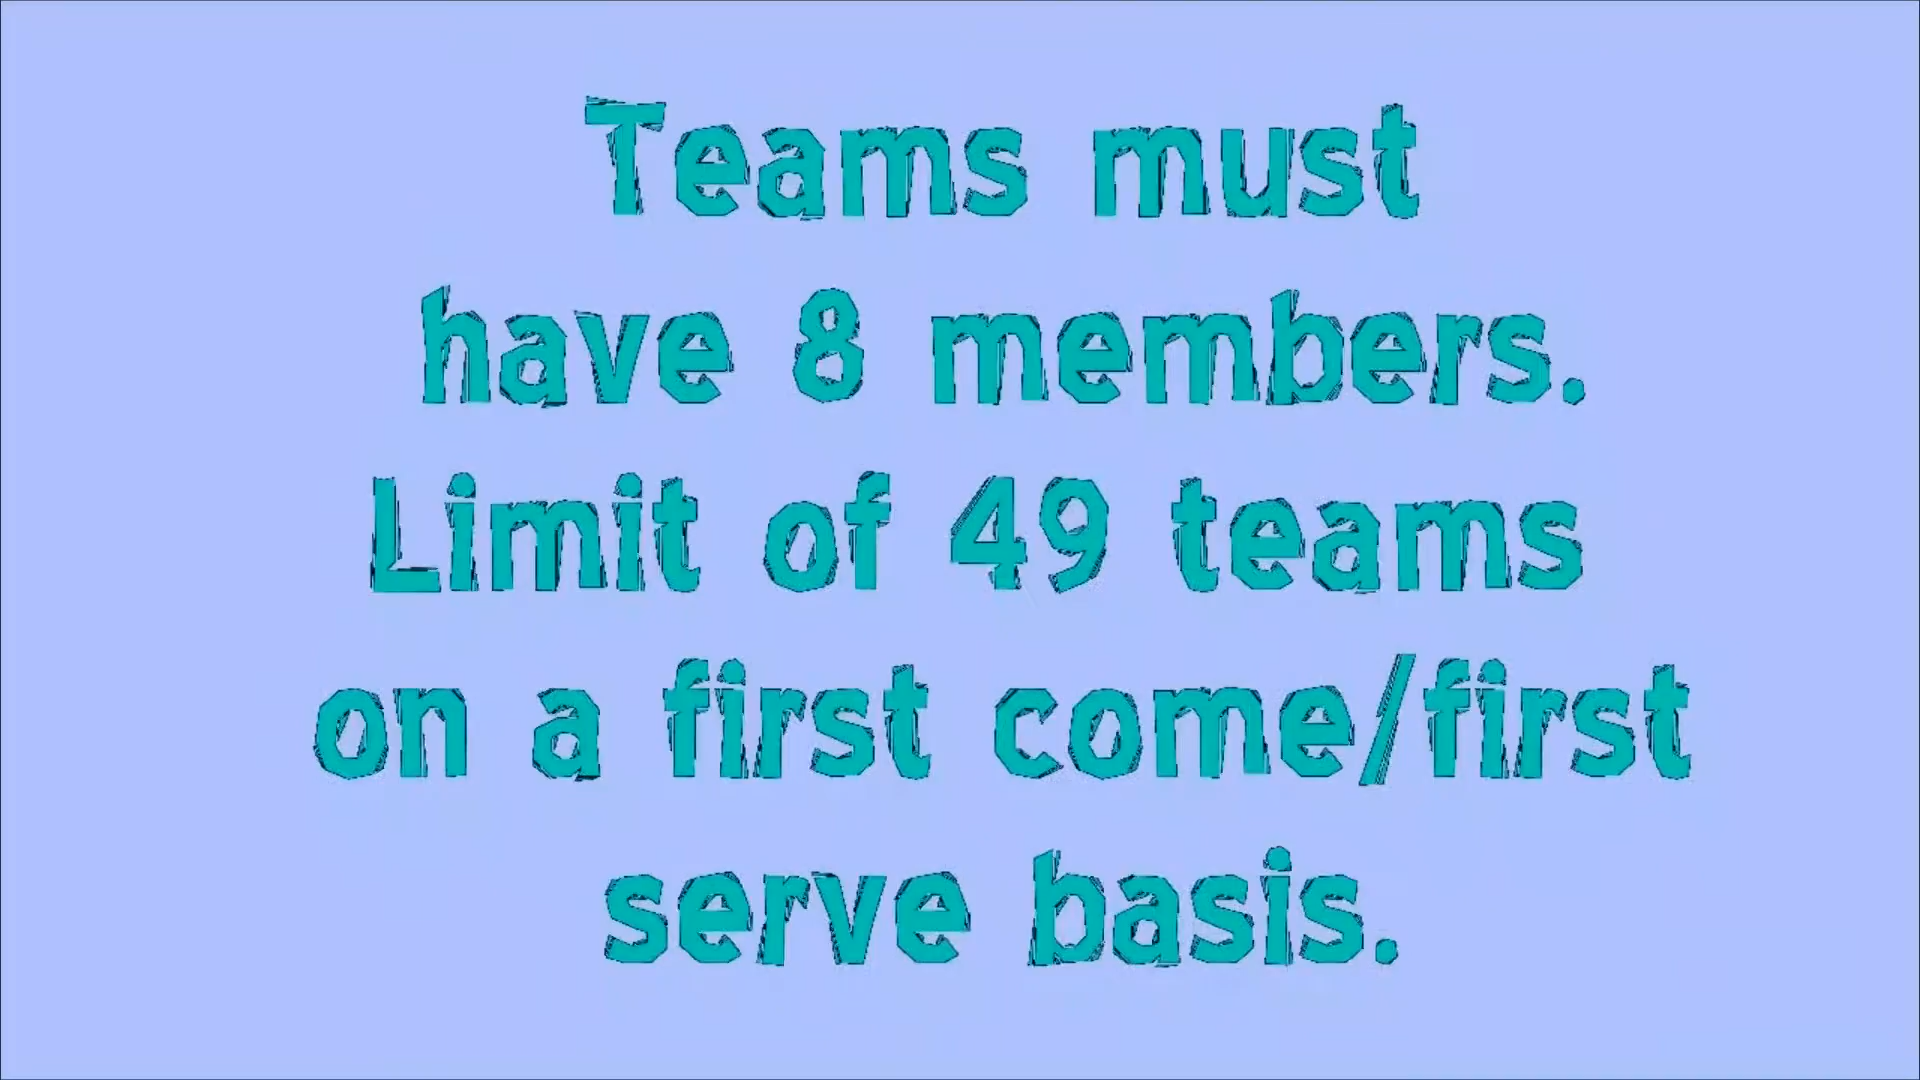 Teams must
have 8 members.
Limit of 49 teams
on a first come/first
serve basis.